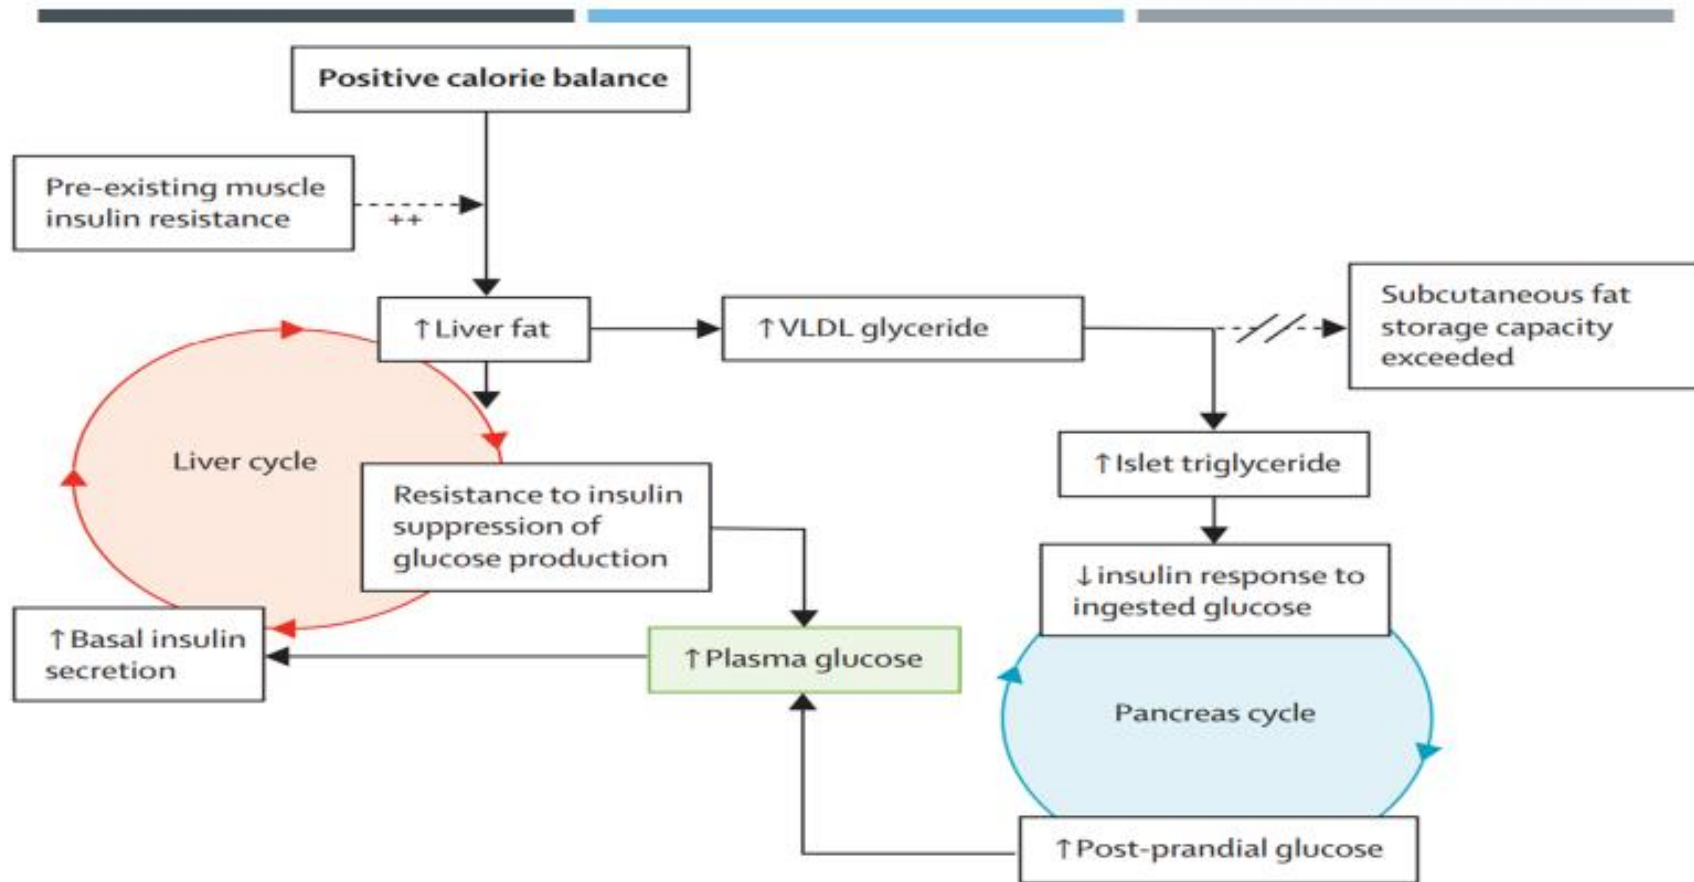 Positive calorie balance
Pre-existing muscle
insulin resistance
++
↑Liver fat
↑VLDL glyceride
Subcutaneous fat
storage capacity
exceeded
Liver cycle
↑Islet triglyceride
Resistance to insulin
suppression of
glucose production
↓insulin response to
ingested glucose
↑Basal insulin
secretion
↑Plasma glucose
Pancreas cycle
↑Post-prandial glucose